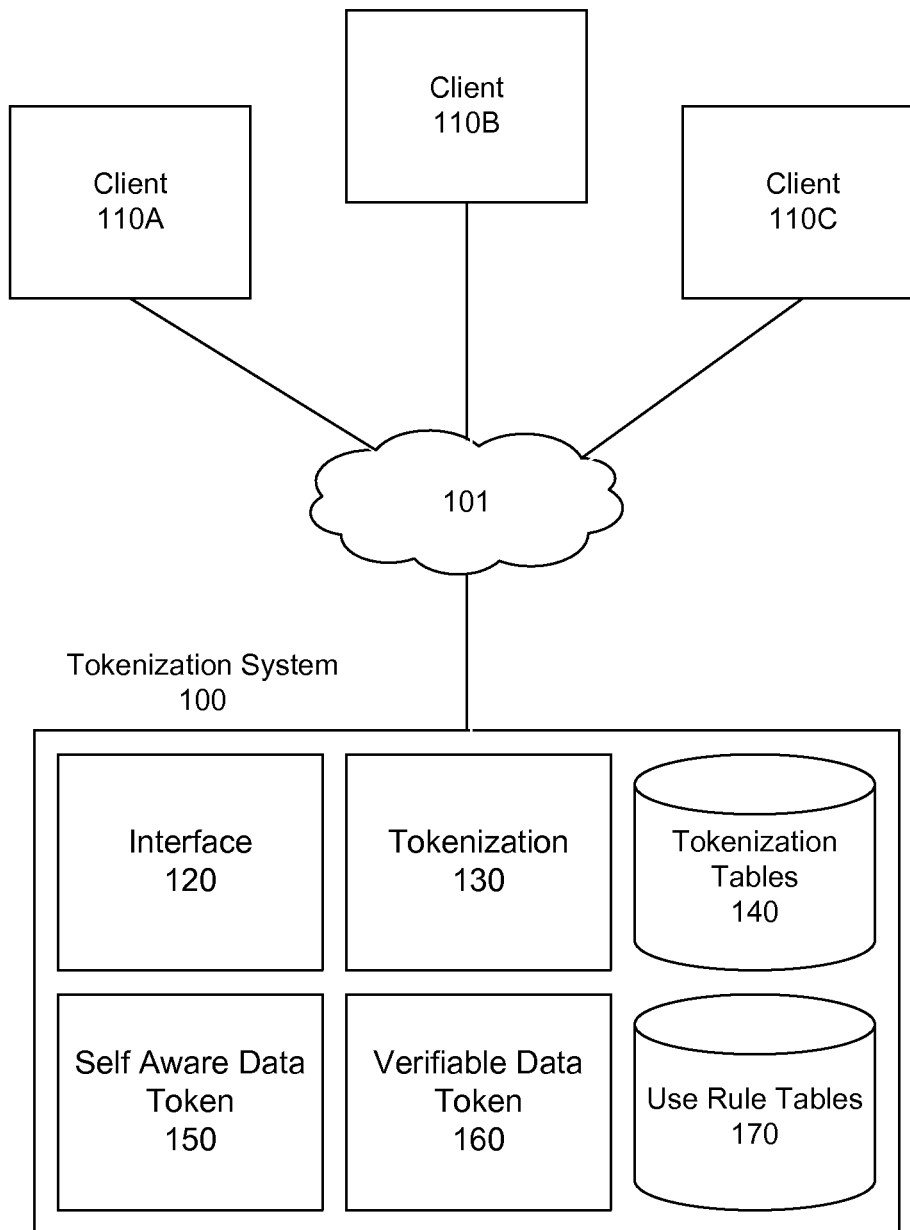 Client
110A
Client
110B
Client
110C
101
Tokenization System
100
Interface
120
Tokenization
130
Tokenization
Tables
140
Self Aware Data
Token
150
Verifiable Data
Token
160
Use Rule Tables
170